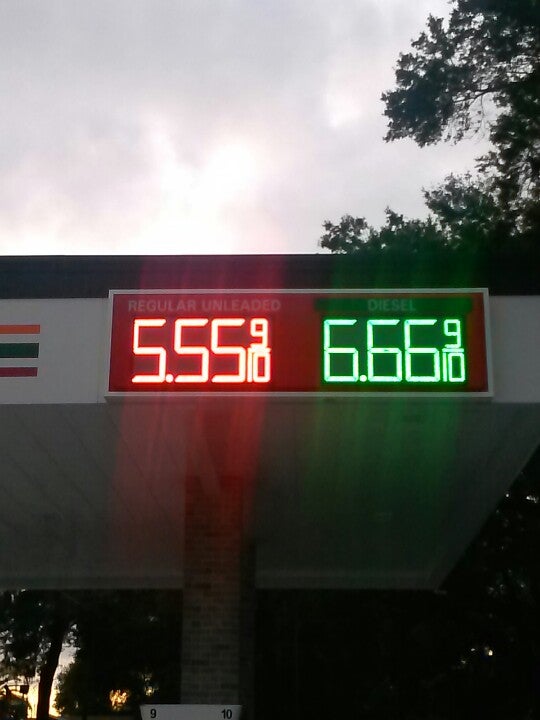 REGULAR UNLEADED DIESEL
5.55 9/10 6.66 9/10
9 10